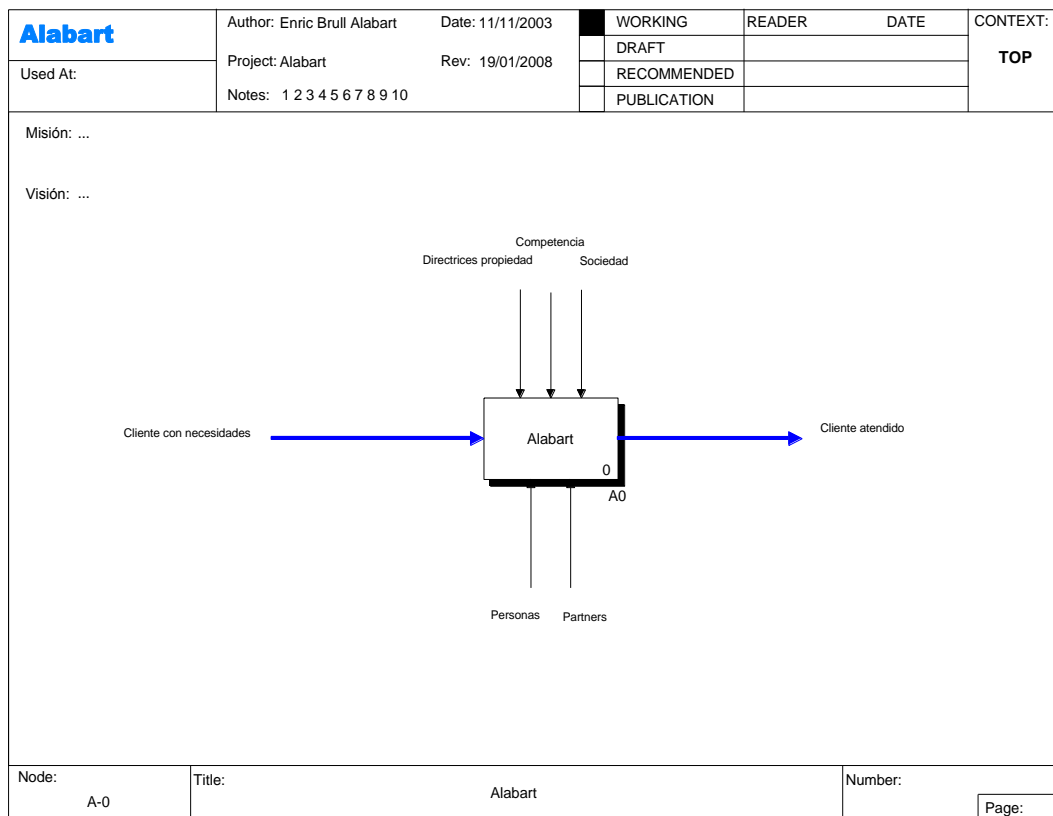 Alabart
Used At:
Author: Enric Brull Alabart
Date: 11/11/2003
Project: Alabart
Rev: 19/01/2008
Notes: 1 2 3 4 5 6 7 8 9 10
WORKING
DRAFT
RECOMMENDED
PUBLICATION
READER DATE
CONTEXT:
TOP
Misión: ...
Visión: ...
Competencia
Directrices propiedad Sociedad
Cliente con necesidades
Alabart
0
A0
Cliente atendido
Personas Partners
Node:
A-0
Title:
Alabart
Number:
Page: